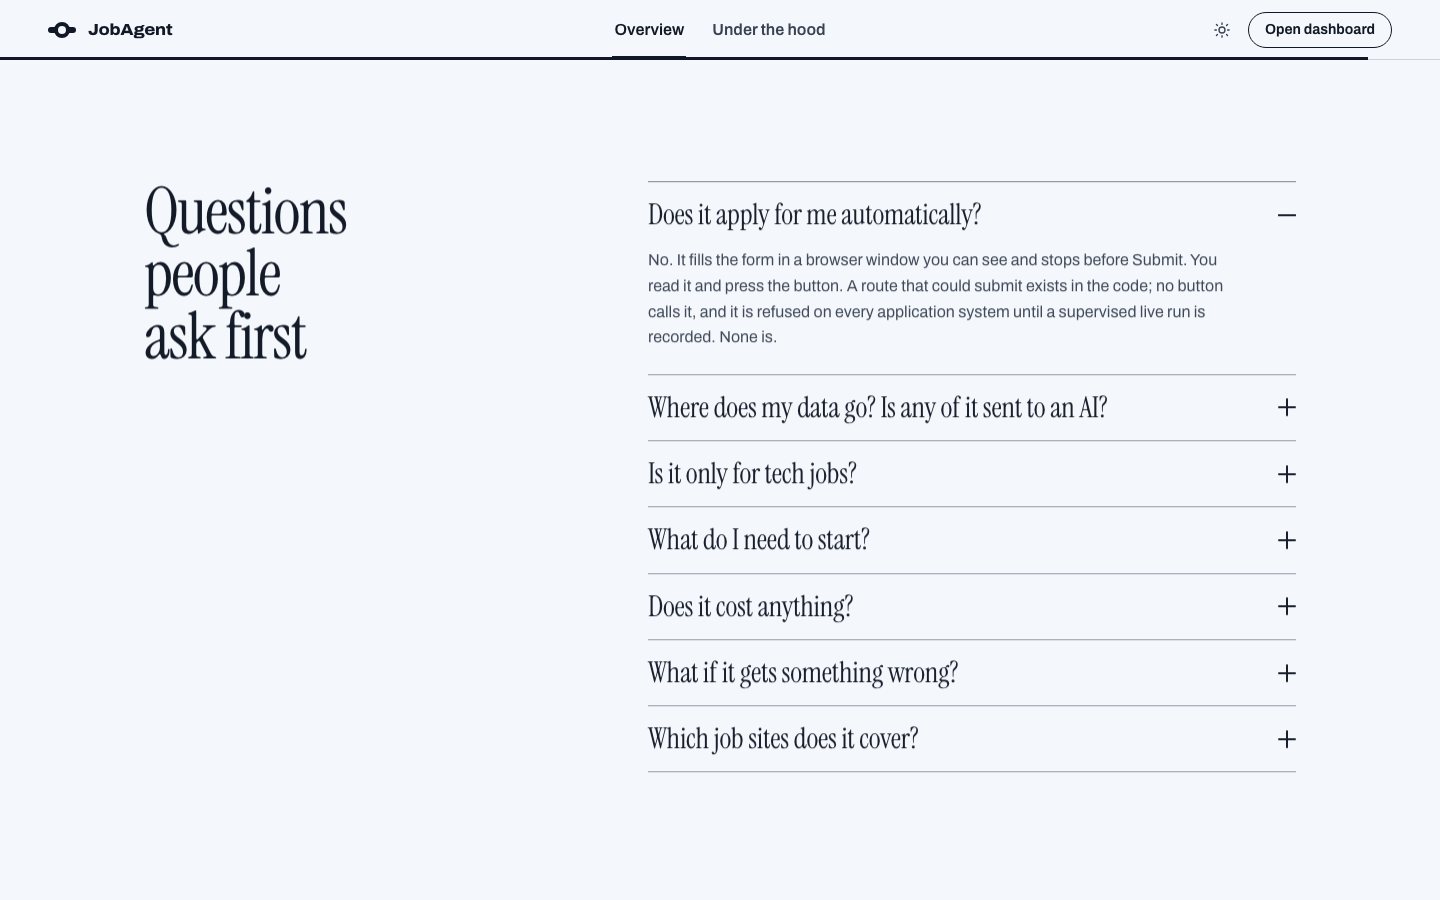 JobAgent
Overview
Under the hood
Open dashboard
Questions
people
ask first
Does it apply for me automatically?
No. It fills the form in a browser window you can see and stops before Submit. You
read it and press the button. A route that could submit exists in the code; no button
calls it, and it is refused on every application system until a supervised live run is
recorded. None is.
Where does my data go? Is any of it sent to an AI?
Is it only for tech jobs?
What do I need to start?
Does it cost anything?
What if it gets something wrong?
Which job sites does it cover?